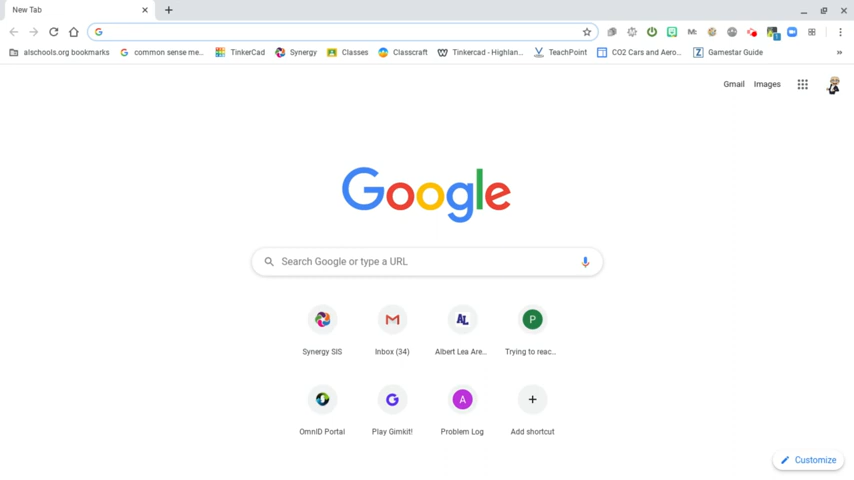 New Tab
alschools.org bookmarks common sense me... TinkerCad Synergy Classes Classcraft Tinkercad - Highlan... TeachPoint CO2 Cars and Aero... Gamestar Guide »
Gmail Images
Google
Search Google or type a URL
AL P
Synergy SIS Inbox (34) Albert Lea Are... Trying to reac...
A
OmnID Portal Play Gimkit! Problem Log Add shortcut
Customize